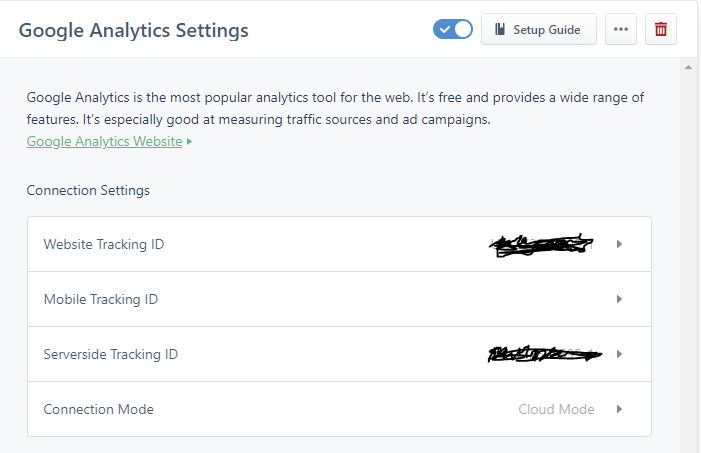 Google Analytics Settings
Setup Guide
Google Analytics is the most popular analytics tool for the web. It's free and provides a wide range of
features. It's especially good at measuring traffic sources and ad campaigns.
Google Analytics Website
Connection Settings
Website Tracking ID
Mobile Tracking ID
Serverside Tracking ID
Connection Mode Cloud Mode